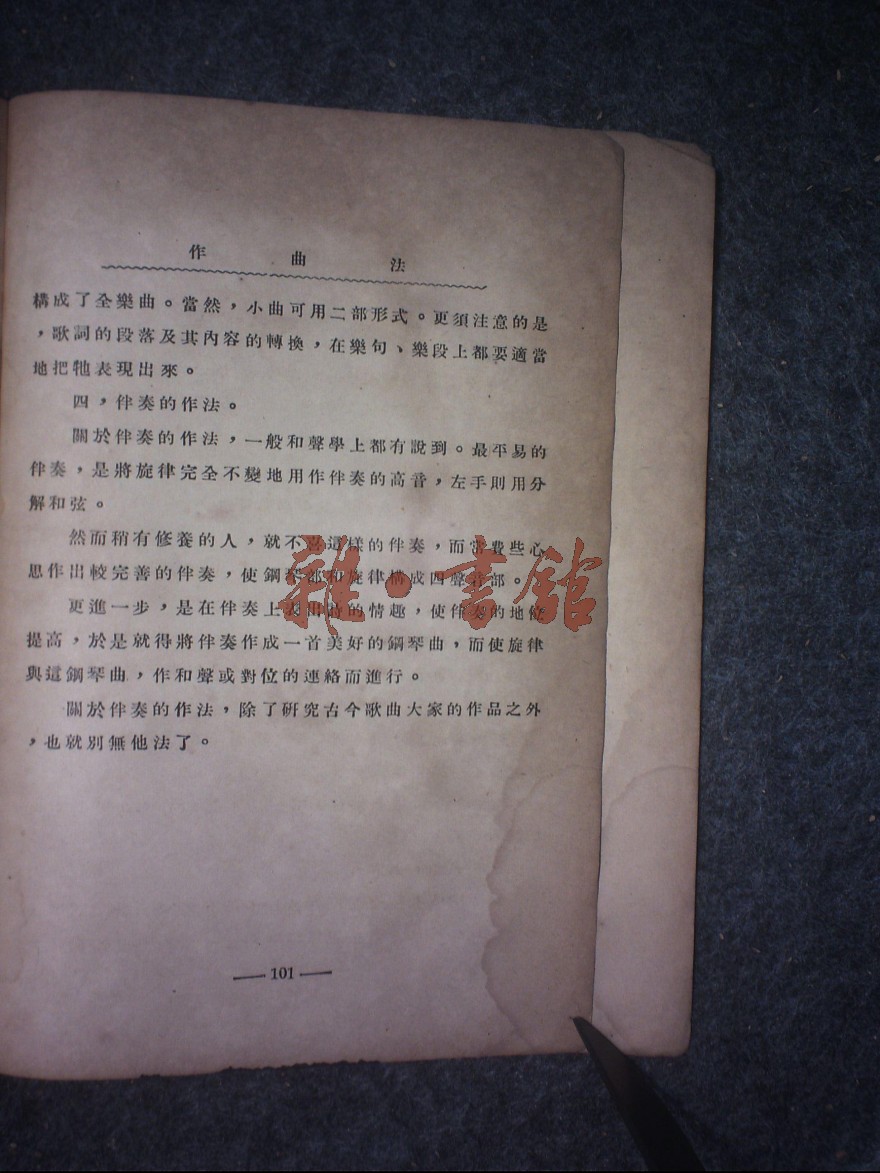 作曲法
構成了全樂曲。當然，小曲可用二部形式。更須注意的是
，歌詞的段落及其內容的轉換，在樂句、樂段上都要適當
地把牠表現出來。
四，伴奏的作法。
關於伴奏的作法，一般和聲學上都有說到。最平易的
伴奏，是將旋律完全不變地用作伴奏的高音，左手則用分
解和弦。
然而稍有修養的人，就不喜這樣的伴奏，而常費些心
思作出較完善的伴奏，使鋼琴部和旋律構成四聲音部。
更進一步，是在伴奏上表出詩的情趣，使伴奏的地位
提高，於是就得將伴奏作成一首美好的鋼琴曲，而使旋律
與這鋼琴曲，作和聲或對位的連絡而進行。
關於伴奏的作法，除了研究古今歌曲大家的作品之外
，也就別無他法了。
雜·書館
—101—